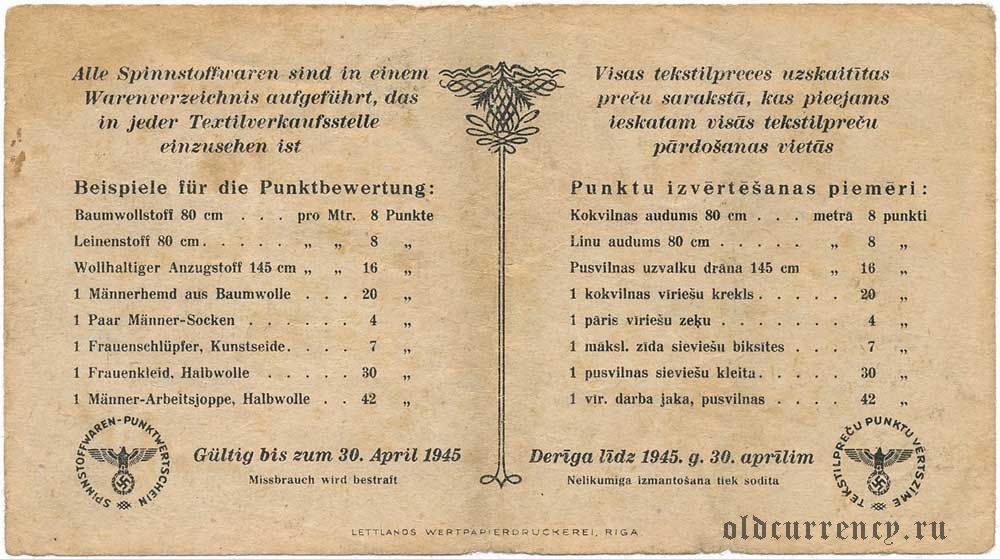 Alle Spinnstoffwaren sind in einem
Warenverzeichnis aufgeführt, das
in jeder Textilverkaufsstelle
einzusehen ist
Beispiele für die Punktbewertung:
Baumwollstoff 80 cm . . . pro Mtr. 8 Punkte
Leinenstoff 80 cm . . . . . „ „ 8 „
Wollhaltiger Anzugstoff 145 cm „ „ 16 „
1 Männerhemd aus Baumwolle . . . 20 „
1 Paar Männer-Socken . . . . . . 4 „
1 Frauenschlüpfer, Kunstseide. . . . 7 „
1 Frauenkleid, Halbwolle . . . . . 30 „
1 Männer-Arbeitsjoppe, Halbwolle . . 42 „
SPINNSTOFFWAREN-PUNKTWERTSCHEIN
Gültig bis zum 30. April 1945
Missbrauch wird bestraft
Visas tekstilpreces uzskaitītas
preču sarakstā, kas pieejams
ieskatam visās tekstilpreču
pārdošanas vietās
Punktu izvērtēšanas piemēri:
Kokvilnas audums 80 cm . . . metrā 8 punkti
Linu audums 80 cm . . . . . „ 8 „
Pusvilnas uzvalku drāna 145 cm „ 16 „
1 kokvilnas vīriešu krekls. . . . . 20 „
1 pāris vīriešu zeķu . . . . . . . 4 „
1 māksl. zīda sieviešu biksītes . . . . 7 „
1 pusvilnas sieviešu kleita. . . . . 30 „
1 vīr. darba jaka, pusvilnas . . . . 42 „
Derīga līdz 1945. g. 30. aprīlim
Nelikumīga izmantošana tiek sodīta
TEKSTILPREČU PUNKTU VĒRTSZĪME
LETTLANDS WERTPAPIERDRUCKEREI, RIGA.
oldcurrency.ru